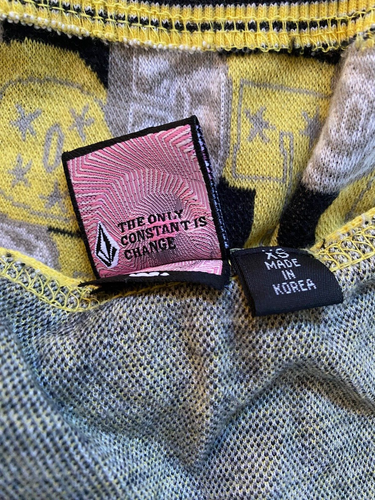 THE ONLY
CONSTANT IS
CHANGE
XS
MADE
IN
KOREA